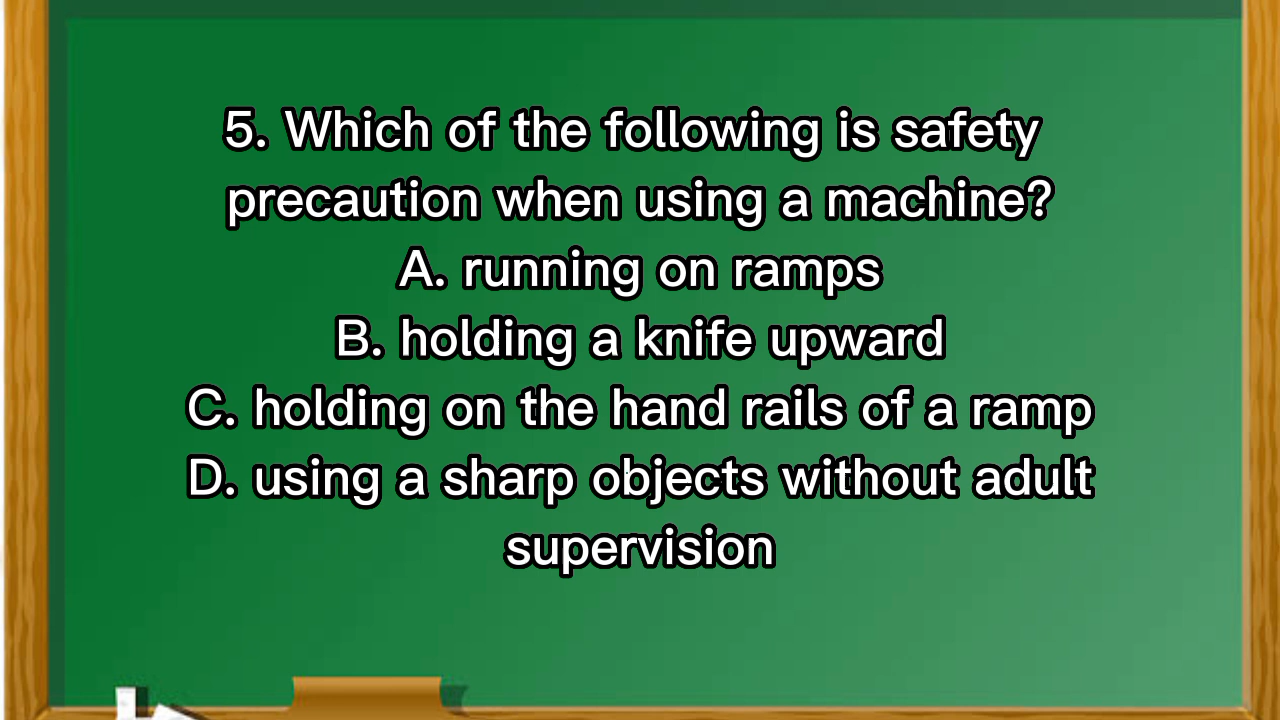 5. Which of the following is safety
precaution when using a machine?
A. running on ramps
B. holding a knife upward
C. holding on the hand rails of a ramp
D. using a sharp objects without adult
supervision